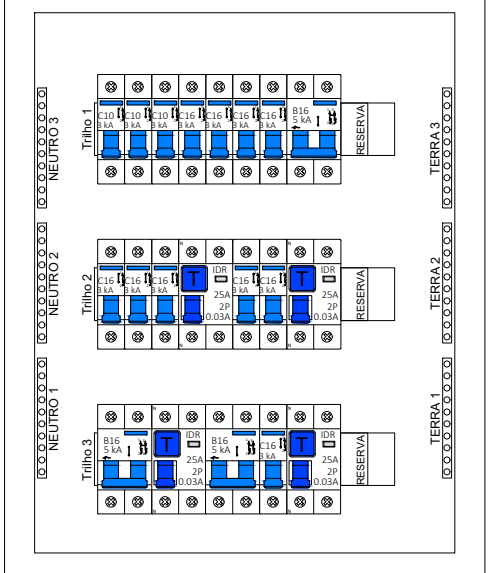 NEUTRO 3
Trilho 1
C10
3 kA
C10
3 kA
C10
3 kA
C16
3 kA
C16
3 kA
C16
3 kA
C16
3 kA
B16
5 kA
RESERVA
TERRA 3
NEUTRO 2
Trilho 2
C16
3 kA
C16
3 kA
C16
3 kA
N
T
IDR
25A
2P
0.03A
N
C16
3 kA
C16
3 kA
N
T
IDR
25A
2P
0.03A
N
RESERVA
TERRA 2
NEUTRO 1
Trilho 3
B16
5 kA
N
T
IDR
25A
2P
0.03A
N
B16
5 kA
C16
3 kA
N
T
IDR
25A
2P
0.03A
N
RESERVA
TERRA 1